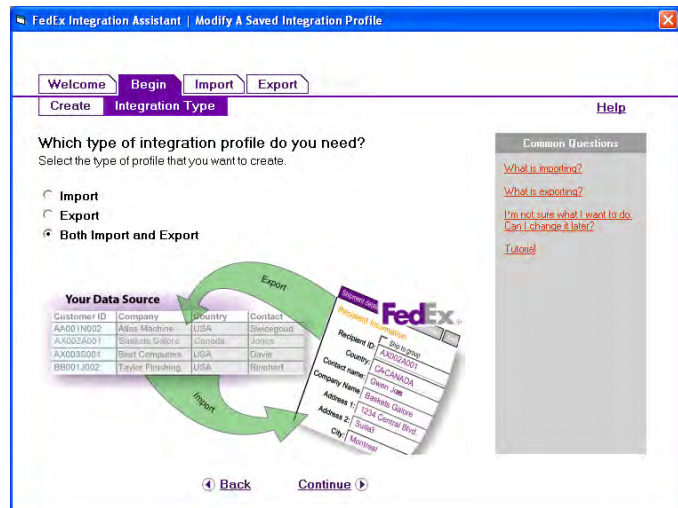 FedEx Integration Assistant | Modify A Saved Integration Profile
Welcome Begin Import Export
Create Integration Type Help
Which type of integration profile do you need?
Select the type of profile that you want to create.
Import
Export
Both Import and Export
Common Questions
What is importing?
What is exporting?
I'm not sure what I want to do.
Can I change it later?
Tutorial
Export
Your Data Source
Customer ID Company Country Contact
AA001N002 Atlas Machine USA Swicegood
AX002A001 Baskets Galore Canada Jones
AX003S001 Best Computers USA Davis
BB001J002 Taylor Finishing USA Rinehart
Import
Shipment details
FedEx
Recipient Information
Ship to group
Recipient ID: AX002A001
Country: CA-CANADA
Contact name: Gwen Jones
Company Name: Baskets Galore
Address 1: 1234 Central Blvd.
Address 2: Suite3
City: Montreal
Back Continue